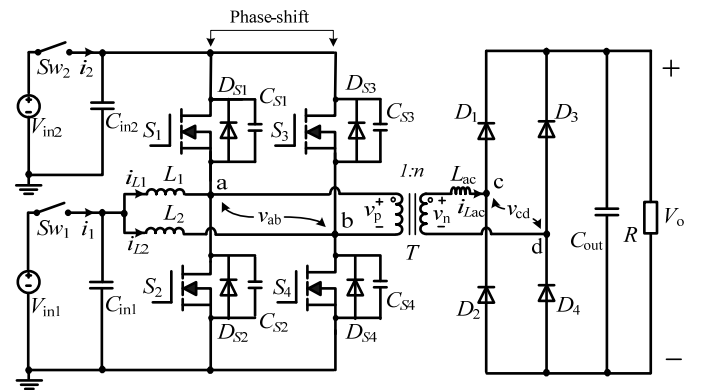 Phase-shift
Sw2 i2
DS1 CS1 DS3 CS3
Vin2 Cin2 S1 S3 D1 D3
1:n
iL1 L1 a Lac c
Sw1 i1 L2 vab b vp vn iLac vcd
iL2 T d Cout R Vo
+ − + −
S2 S4
Vin1 Cin1 CS2 CS4 D2 D4
DS2 DS4
+
−